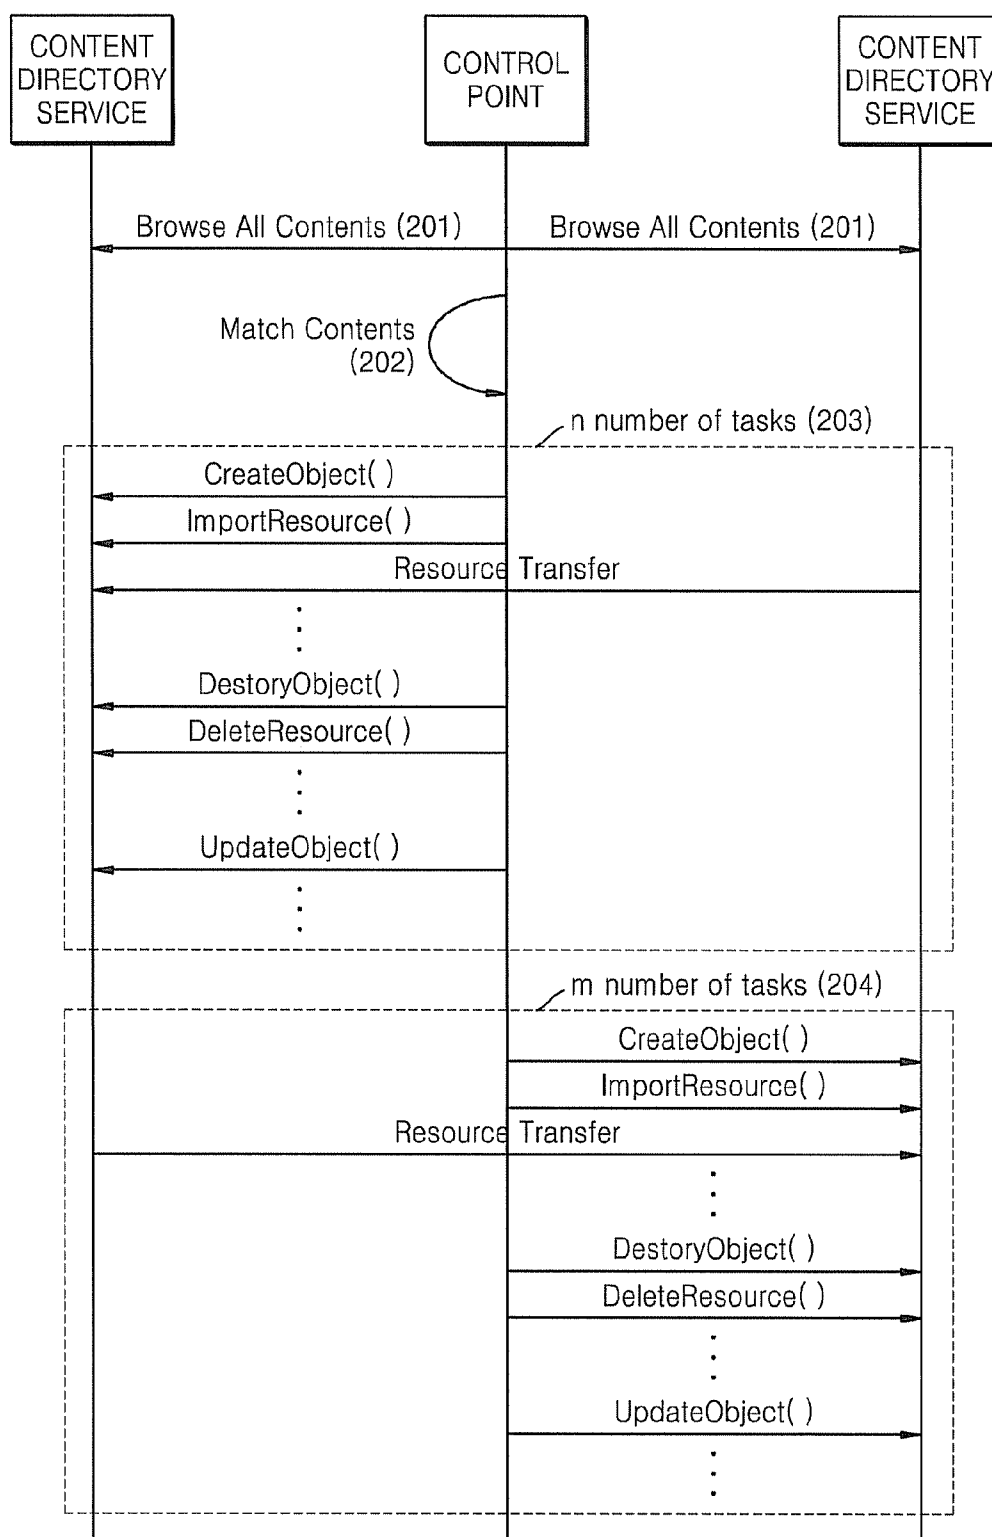 CONTENT
DIRECTORY
SERVICE
CONTROL
POINT
CONTENT
DIRECTORY
SERVICE
Browse All Contents (201)
Browse All Contents (201)
Match Contents
(202)
n number of tasks (203)
CreateObject( )
ImportResource( )
Resource Transfer
DestoryObject( )
DeleteResource( )
UpdateObject( )
m number of tasks (204)
CreateObject( )
ImportResource( )
Resource Transfer
DestoryObject( )
DeleteResource( )
UpdateObject( )